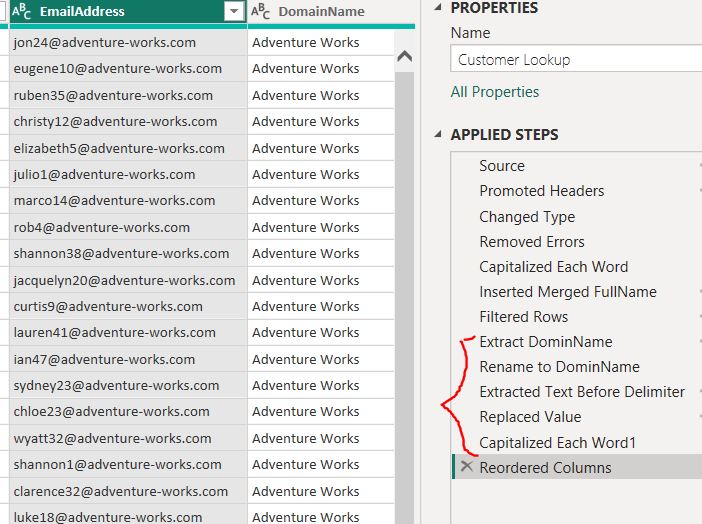 ABC EmailAddress
ABC DomainName
jon24@adventure-works.com Adventure Works
eugene10@adventure-works.com Adventure Works
ruben35@adventure-works.com Adventure Works
christy12@adventure-works.com Adventure Works
elizabeth5@adventure-works.com Adventure Works
julio1@adventure-works.com Adventure Works
marco14@adventure-works.com Adventure Works
rob4@adventure-works.com Adventure Works
shannon38@adventure-works.com Adventure Works
jacquelyn20@adventure-works.com Adventure Works
curtis9@adventure-works.com Adventure Works
lauren41@adventure-works.com Adventure Works
ian47@adventure-works.com Adventure Works
sydney23@adventure-works.com Adventure Works
chloe23@adventure-works.com Adventure Works
wyatt32@adventure-works.com Adventure Works
shannon1@adventure-works.com Adventure Works
clarence32@adventure-works.com Adventure Works
luke18@adventure-works.com Adventure Works
PROPERTIES
Name
Customer Lookup
All Properties
APPLIED STEPS
Source
Promoted Headers
Changed Type
Removed Errors
Capitalized Each Word
Inserted Merged FullName
Filtered Rows
Extract DominName
Rename to DominName
Extracted Text Before Delimiter
Replaced Value
Capitalized Each Word1
Reordered Columns